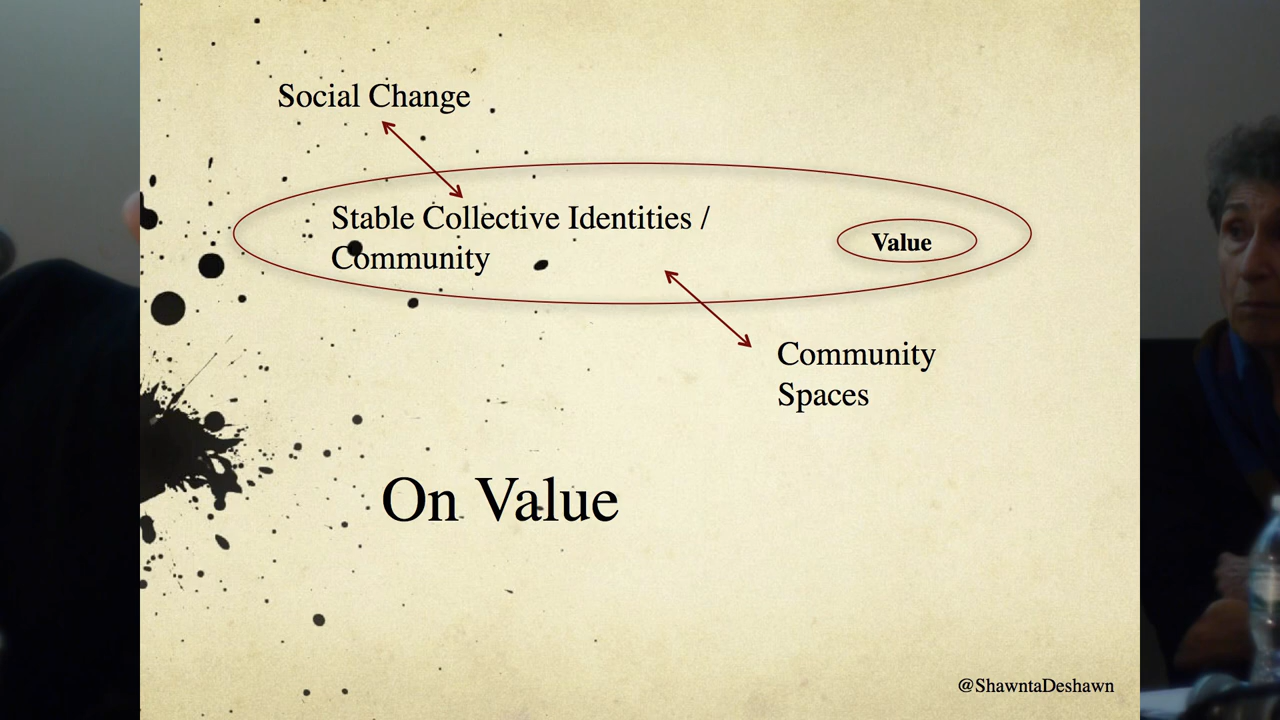 Social Change
Stable Collective Identities /
Community
Value
Community
Spaces
On Value
@ShawntaDeshawn